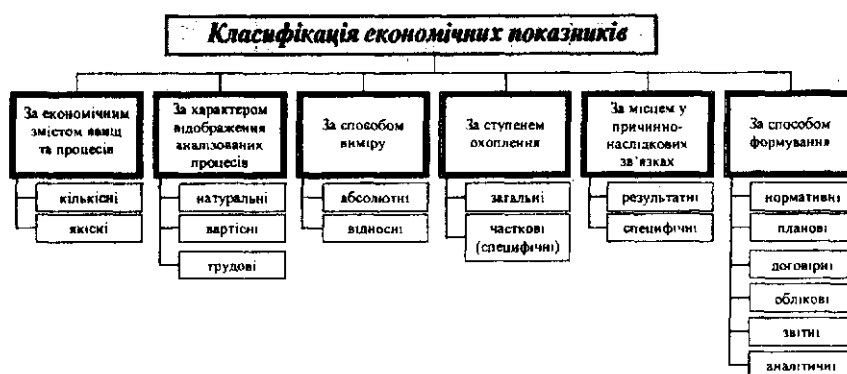 Класифікація економічних показників
За економічним
змістом явищ
та процесів
кількісні
якісні
За характером
відображення
аналізованих
процесів
натуральні
вартісні
трудові
За способом
виміру
абсолютні
відносні
За ступенем
охоплення
загальні
часткові
(специфічні)
За місцем у
причинно-
наслідкових
зв'язках
результатні
специфічні
За способом
формування
нормативні
планові
договірні
облікові
звітні
аналітичні